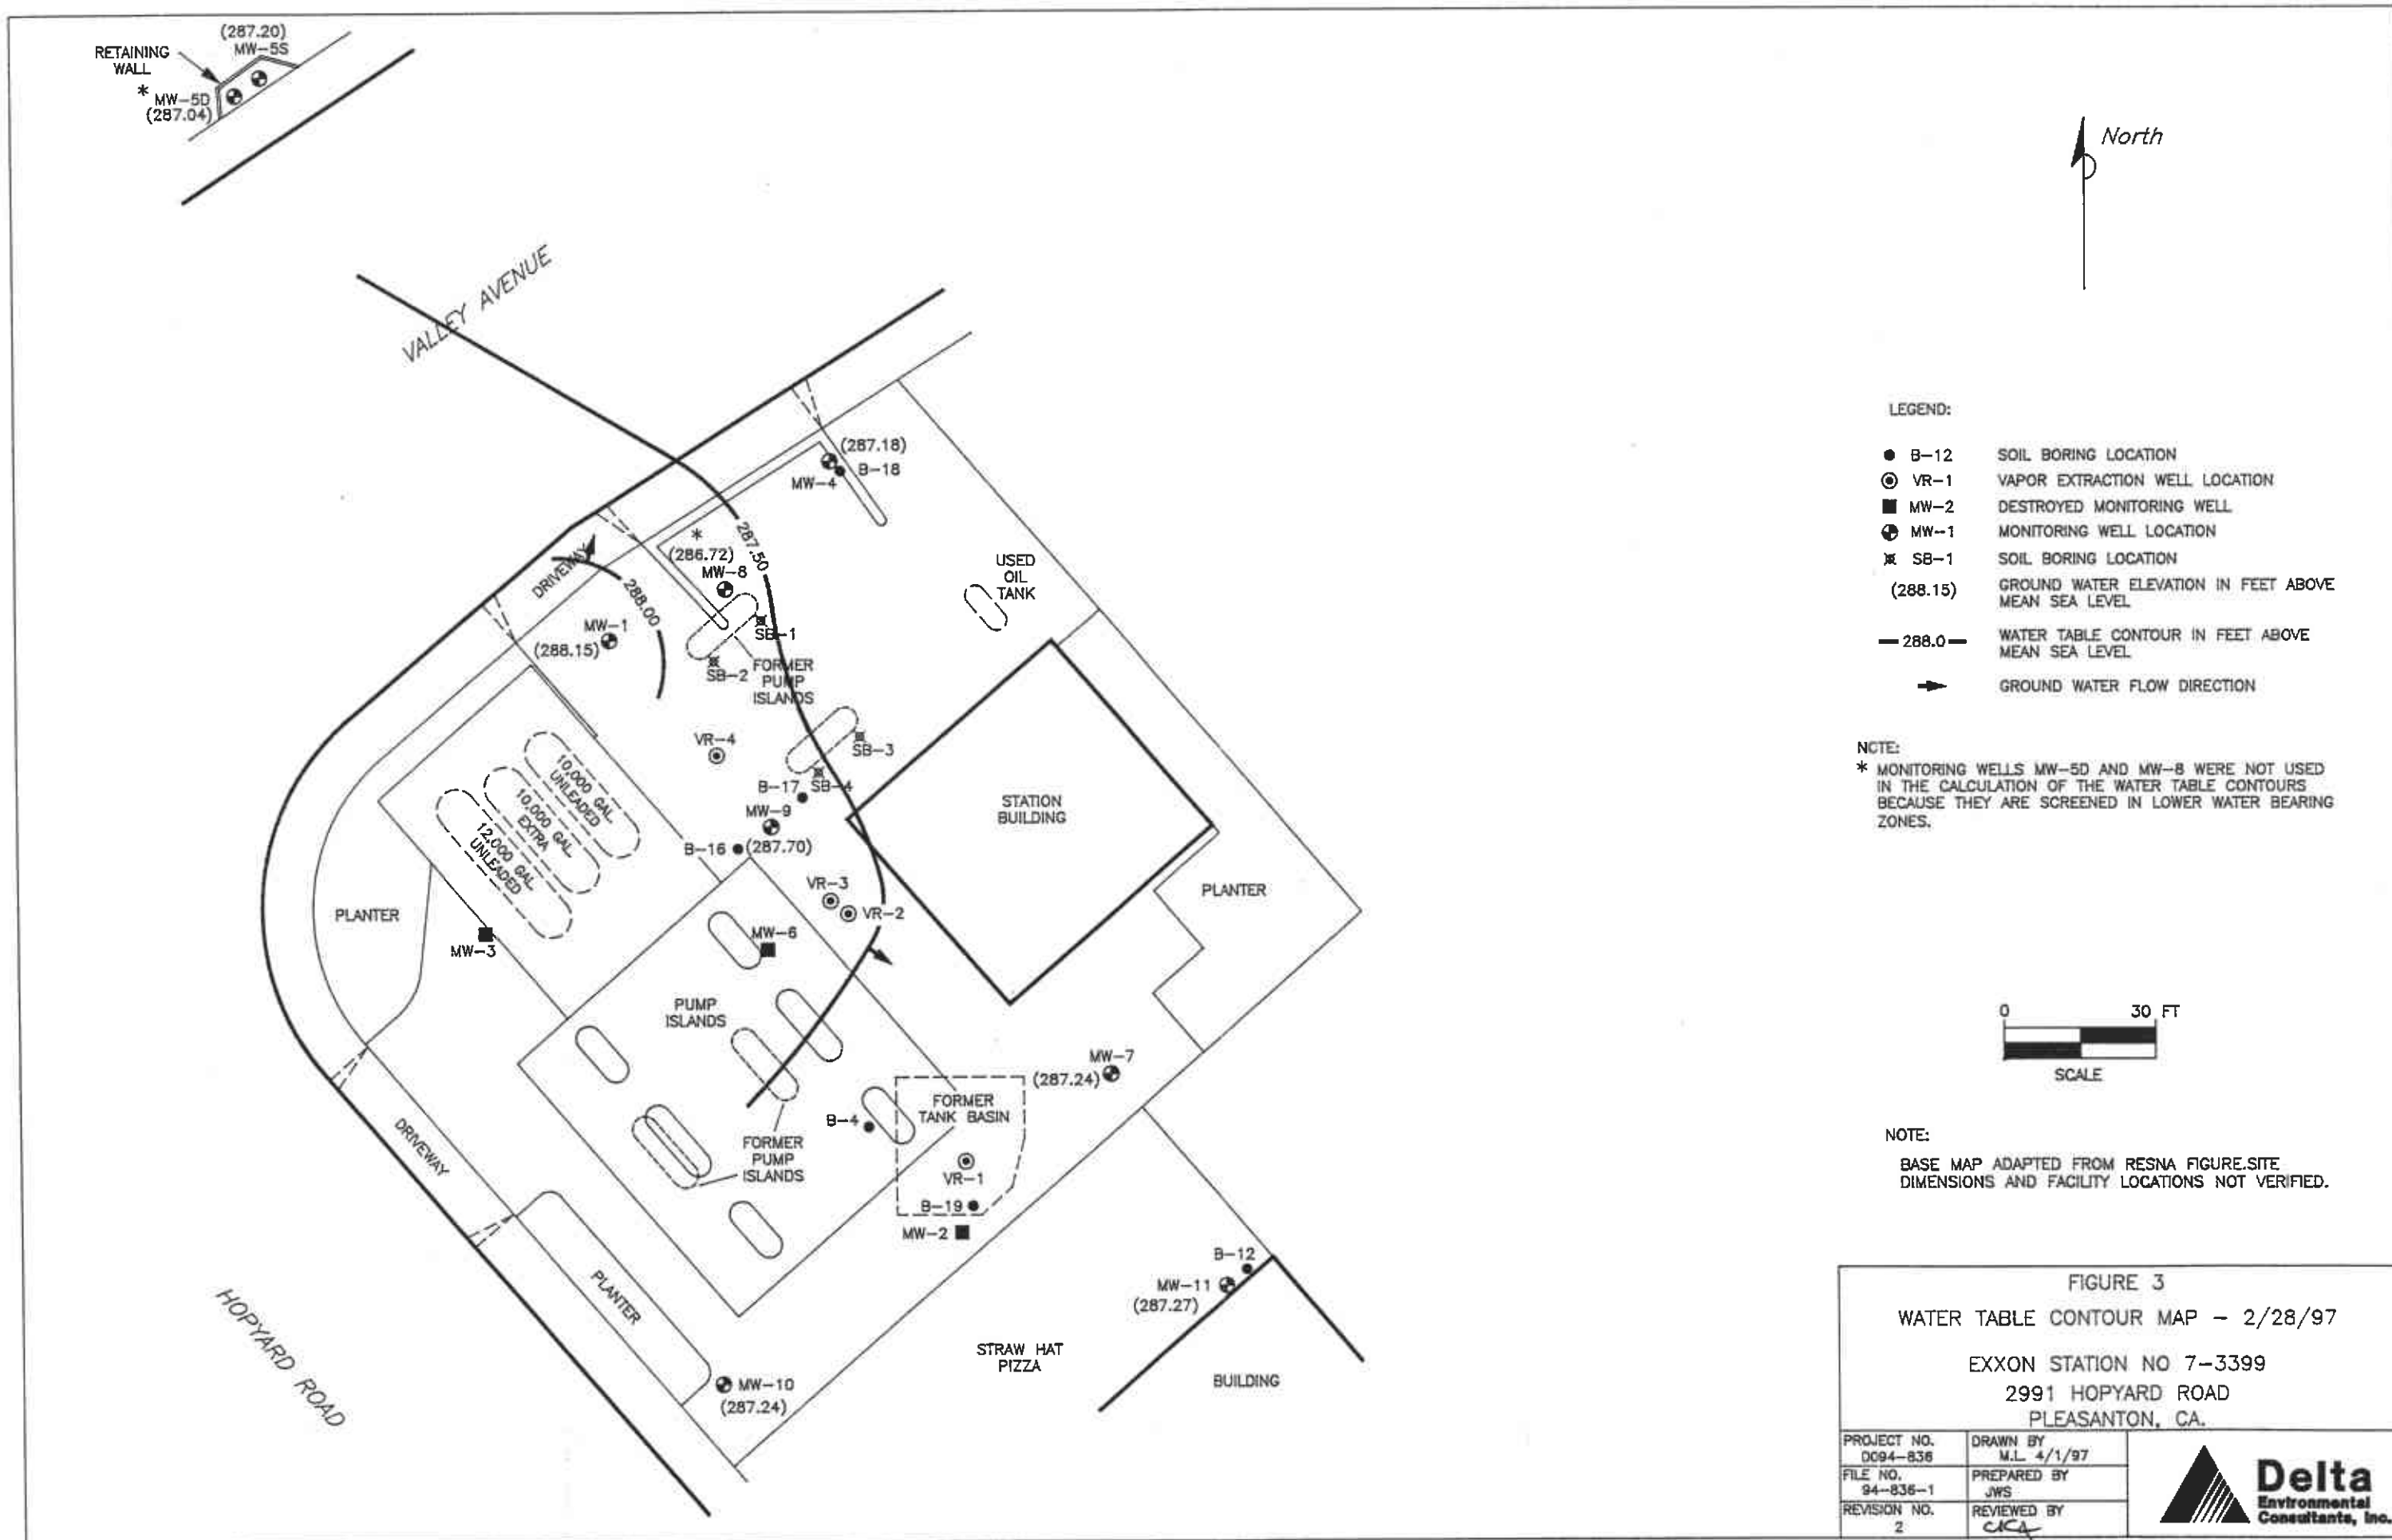 (287.20)
MW-5S
RETAINING
WALL
* MW-5D
(287.04)
North
VALLEY AVENUE
(287.18)
B-18
MW-4
287.50
*
(286.72)
MW-8
DRIVEWAY
288.00
USED
OIL
TANK
MW-1
(288.15)
SB-1
SB-2
FORMER
PUMP
ISLANDS
VR-4
SB-3
B-17
SB-4
MW-9
B-16
(287.70)
10,000 GAL.
UNLEADED
10,000 GAL.
EXTRA
12,000 GAL.
UNLEADED
STATION
BUILDING
VR-3
VR-2
PLANTER
PLANTER
MW-3
MW-6
PUMP
ISLANDS
MW-7
(287.24)
FORMER
TANK BASIN
B-4
DRIVEWAY
FORMER
PUMP
ISLANDS
VR-1
B-19
MW-2
PLANTER
B-12
MW-11
(287.27)
HOPYARD ROAD
STRAW HAT
PIZZA
BUILDING
MW-10
(287.24)
LEGEND:
B-12 SOIL BORING LOCATION
VR-1 VAPOR EXTRACTION WELL LOCATION
MW-2 DESTROYED MONITORING WELL
MW-1 MONITORING WELL LOCATION
SB-1 SOIL BORING LOCATION
(288.15) GROUND WATER ELEVATION IN FEET ABOVE
MEAN SEA LEVEL
288.0 WATER TABLE CONTOUR IN FEET ABOVE
MEAN SEA LEVEL
GROUND WATER FLOW DIRECTION
NOTE:
* MONITORING WELLS MW-5D AND MW-8 WERE NOT USED
IN THE CALCULATION OF THE WATER TABLE CONTOURS
BECAUSE THEY ARE SCREENED IN LOWER WATER BEARING
ZONES.
0 30 FT
SCALE
NOTE:
BASE MAP ADAPTED FROM RESNA FIGURE.SITE
DIMENSIONS AND FACILITY LOCATIONS NOT VERIFIED.
FIGURE 3
WATER TABLE CONTOUR MAP - 2/28/97
EXXON STATION NO 7-3399
2991 HOPYARD ROAD
PLEASANTON, CA.
PROJECT NO.
D094-836
DRAWN BY
M.L. 4/1/97
FILE NO.
94-836-1
PREPARED BY
JWS
REVISION NO.
2
REVIEWED BY
Delta
Environmental
Consultants, Inc.